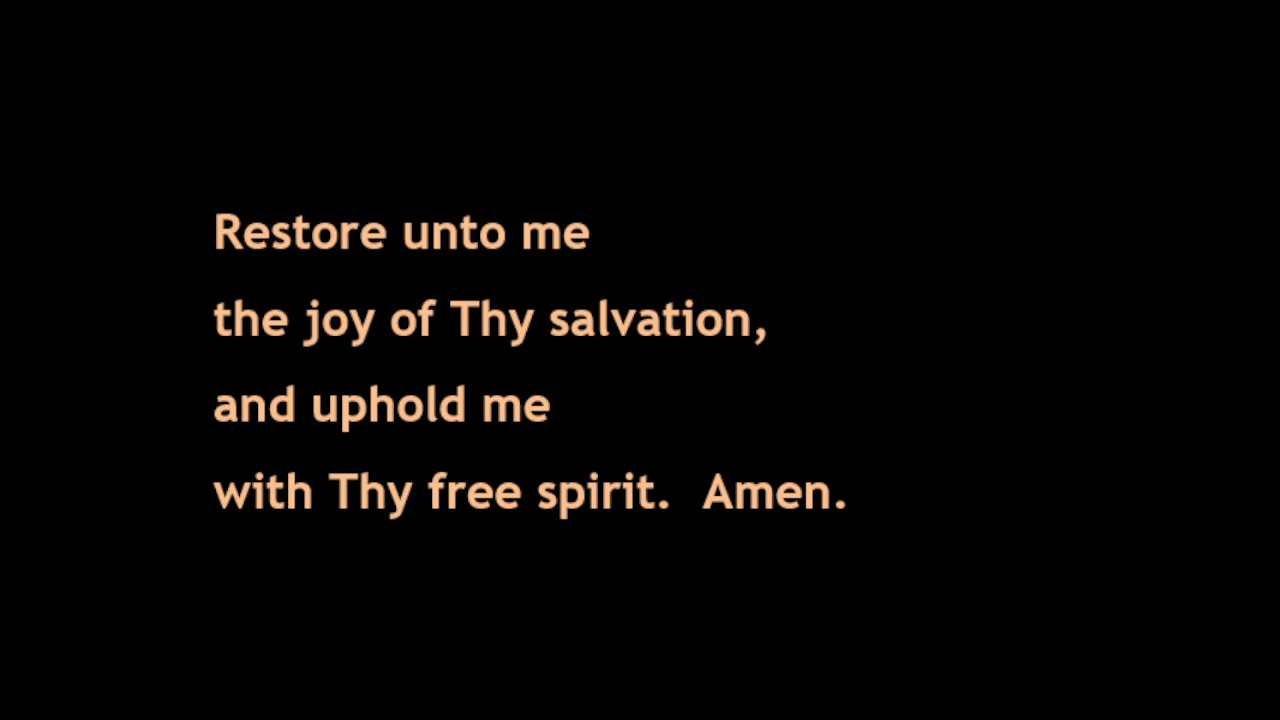 Restore unto me
the joy of Thy salvation,
and uphold me
with Thy free spirit.  Amen.